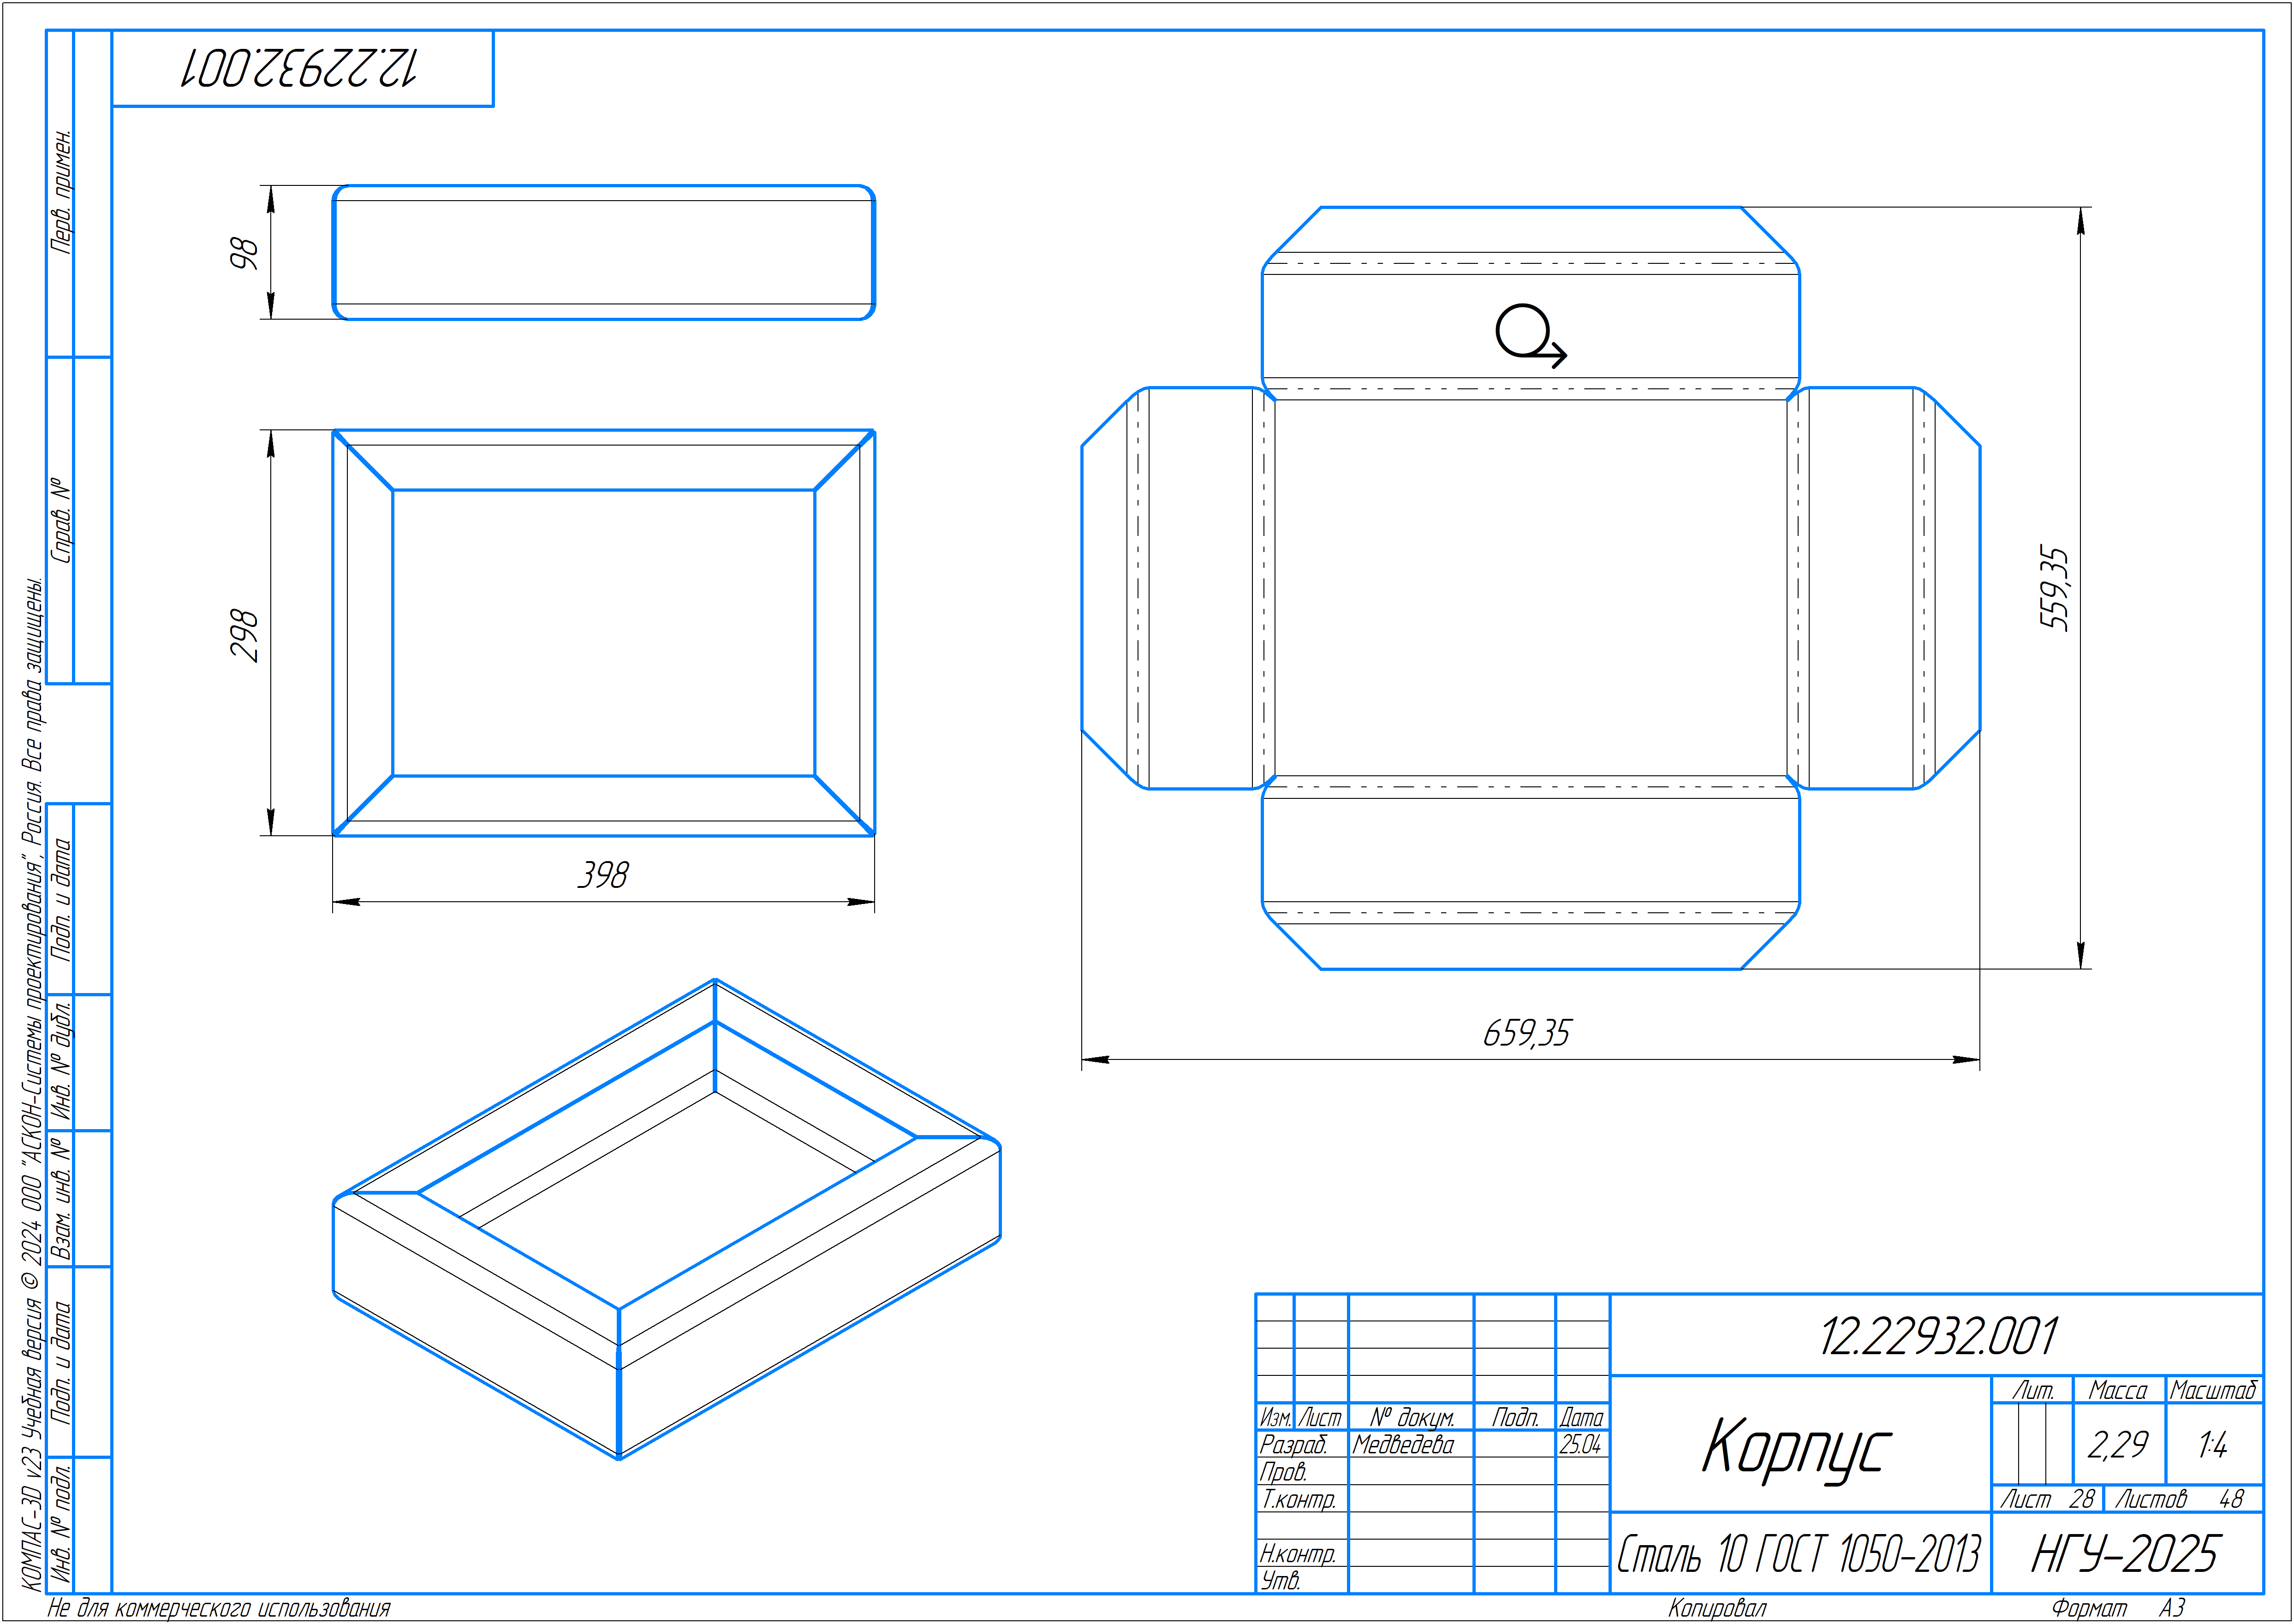 12.22932.001
Перв. примен.
Справ. №
Подп. и дата
Инв. № дубл.
Взам. инв. №
Подп. и дата
Инв. № подл.
КОМПАС-3D v23 Учебная версия © 2024 ООО "АСКОН-Системы проектирования", Россия. Все права защищены.
98
298
398
559,35
659,35
12.22932.001
Изм. Лист № докум. Подп. Дата
Разраб. Медведева 25.04
Пров.
Т.контр.
Н.контр.
Утв.
Корпус
Лит. Масса Масштаб
2,29 1:4
Лист 28 Листов 48
Сталь 10 ГОСТ 1050-2013
НГУ-2025
Не для коммерческого использования
Копировал
Формат А3